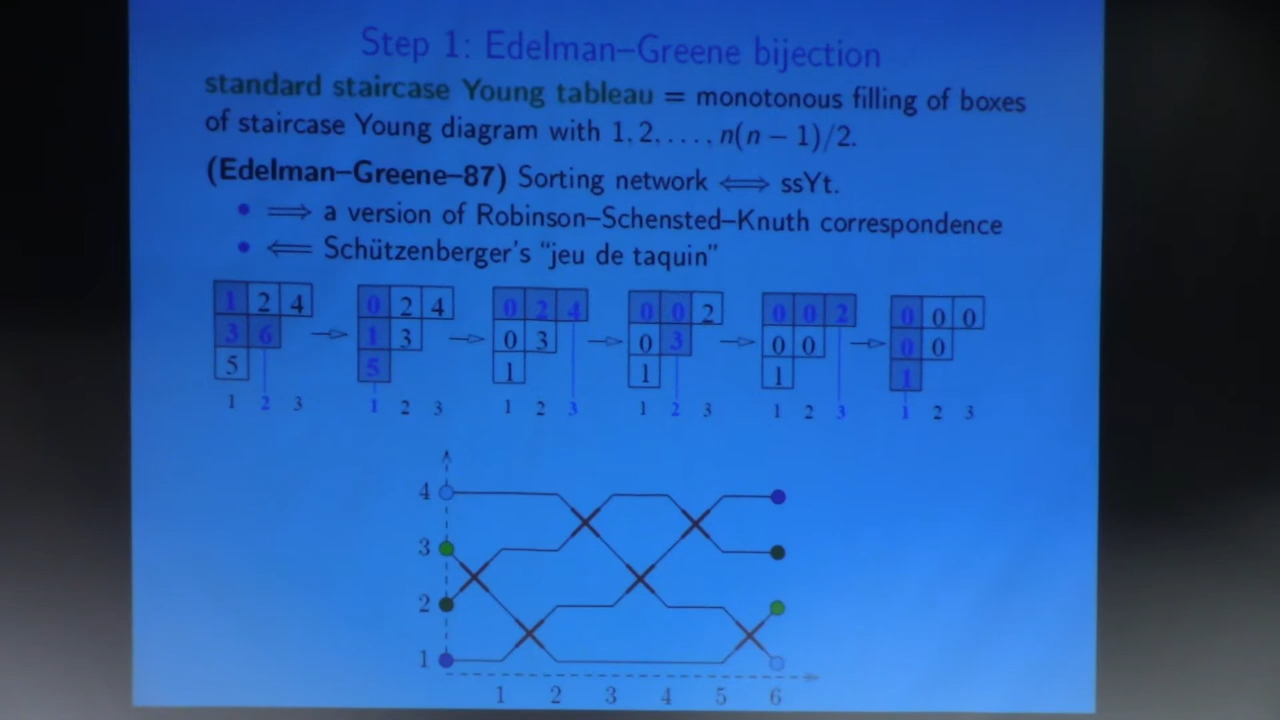 Step 1: Edelman–Greene bijection
standard staircase Young tableau = monotonous filling of boxes
of staircase Young diagram with 1, 2, . . . , n(n − 1)/2.
(Edelman–Greene–87) Sorting network ⟺ ssYt.
• ⟹ a version of Robinson–Schensted–Knuth correspondence
• ⟸ Schützenberger's "jeu de taquin"
1 2 4 0 2 4 0 2 4 0 0 2 0 0 2 0 0 0
3 6 1 3 0 3 0 3 0 0 0 0
5 5 1 1 1 1
1 2 3 1 2 3 1 2 3 1 2 3 1 2 3 1 2 3
4
3
2
1
1 2 3 4 5 6